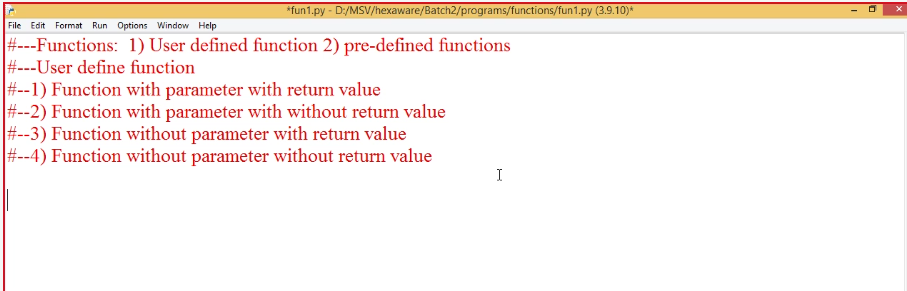 *fun1.py - D:/MSV/hexaware/Batch2/programs/functions/fun1.py (3.9.10)*
File Edit Format Run Options Window Help
#---Functions: 1) User defined function 2) pre-defined functions
#---User define function
#--1) Function with parameter with return value
#--2) Function with parameter with without return value
#--3) Function without parameter with return value
#--4) Function without parameter without return value